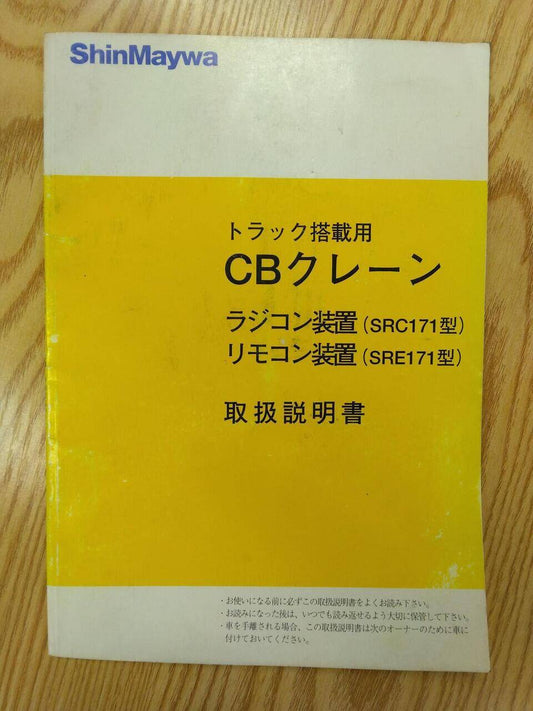 ShinMaywa
トラック搭載用
CBクレーン
ラジコン装置(SRC171型)
リモコン装置(SRE171型)
取扱説明書
・お使いになる前に必ずこの取扱説明書をよくお読み下さい。
・お読みになった後は、いつでも読み返せるよう大切に保管して下さい。
・車を手離される場合、この取扱説明書は次のオーナーのために車に
付けておいてください。